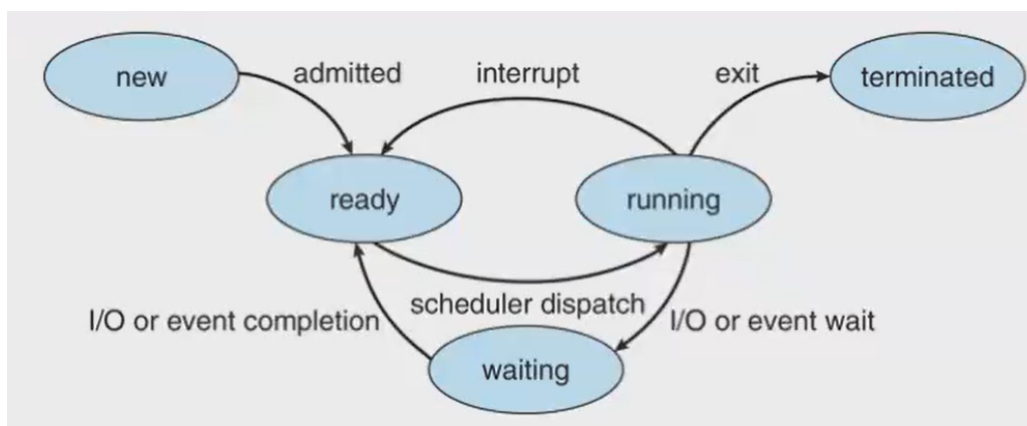 new
admitted
interrupt
exit
terminated
ready
running
scheduler dispatch
I/O or event completion
I/O or event wait
waiting